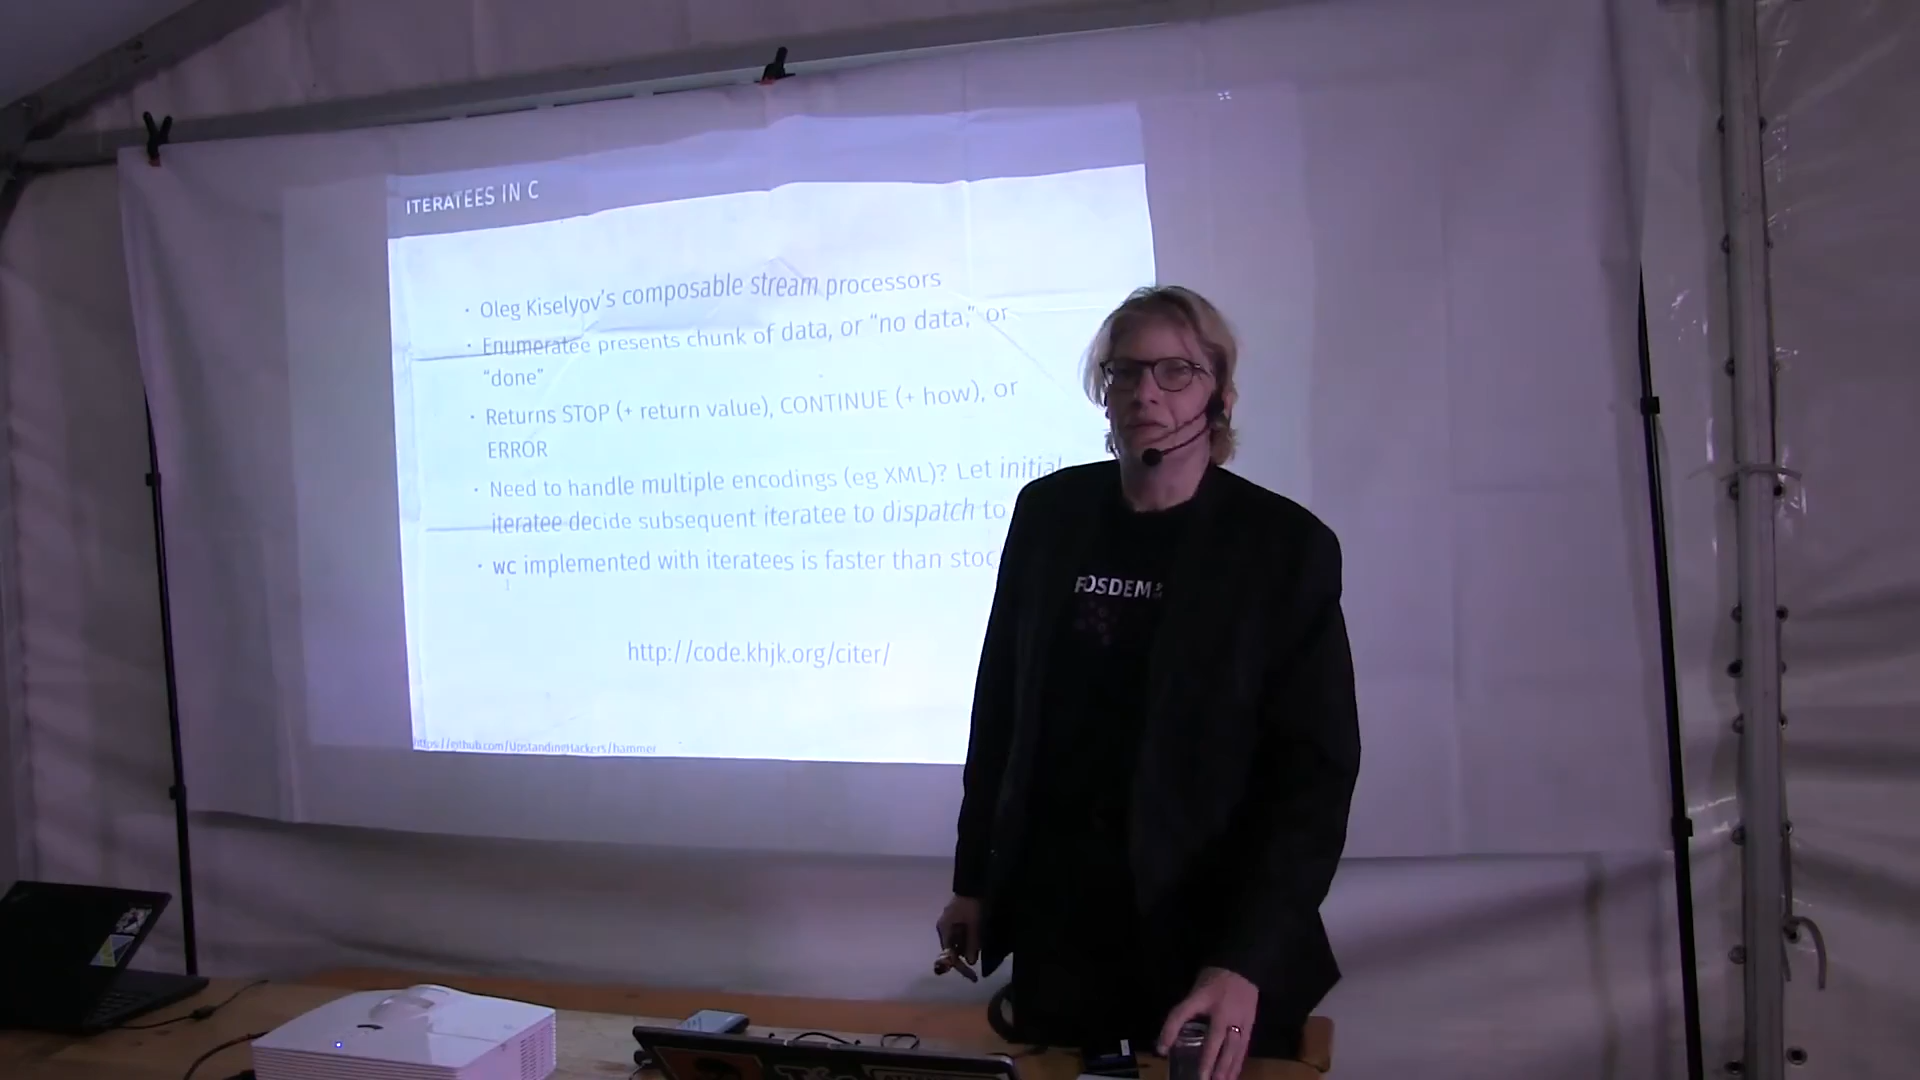 ITERATEES IN C
· Oleg Kiselyov's composable stream processors
· Enumeratee presents chunk of data, or “no data,” or
“done”
· Returns STOP (+ return value), CONTINUE (+ how), or
ERROR
· Need to handle multiple encodings (eg XML)? Let initial
iteratee decide subsequent iteratee to dispatch to
· wc implemented with iteratees is faster than
http://code.khjk.org/citer/
https://github.com/UpstandingHackers/hammer
FOSDEM